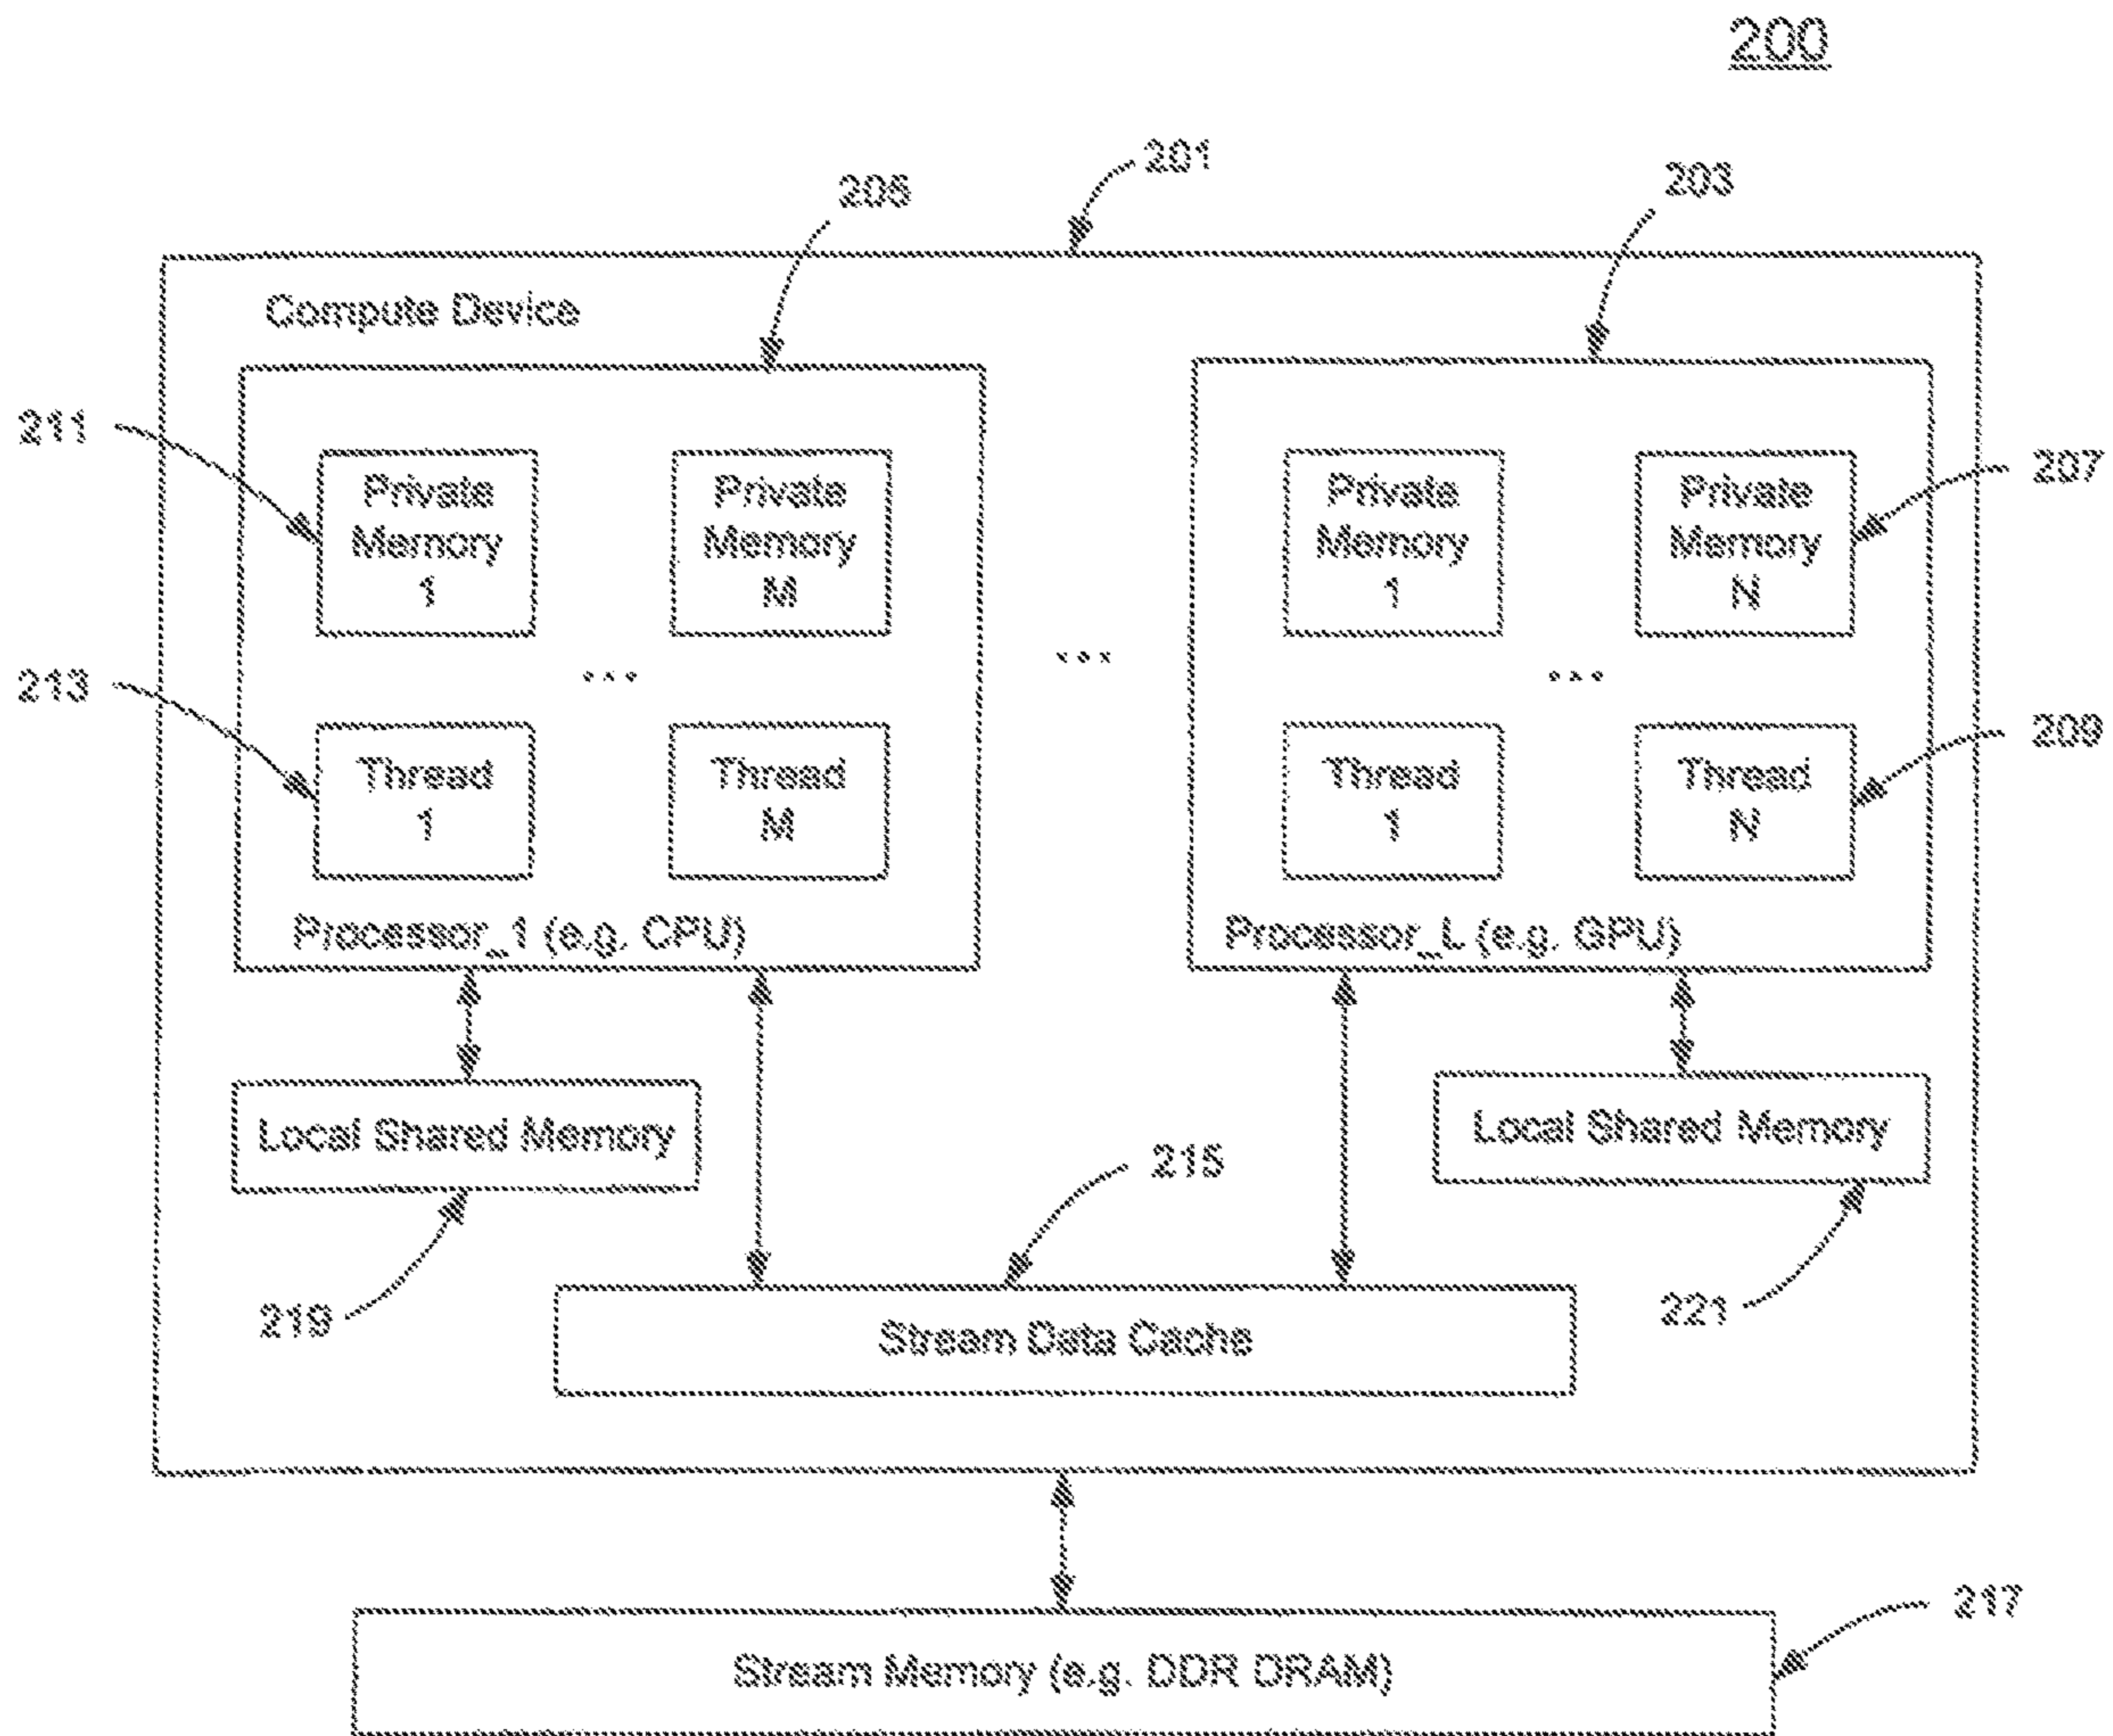 200
201
205
203
Compute Device
211
207
Private Memory 1
Private Memory M
Private Memory 1
Private Memory N
...
...
...
213
209
Thread 1
Thread M
Thread 1
Thread N
Processor_1 (e.g. CPU)
Processor_L (e.g. GPU)
Local Shared Memory
Local Shared Memory
215
219
221
Stream Data Cache
217
Stream Memory (e.g. DDR DRAM)